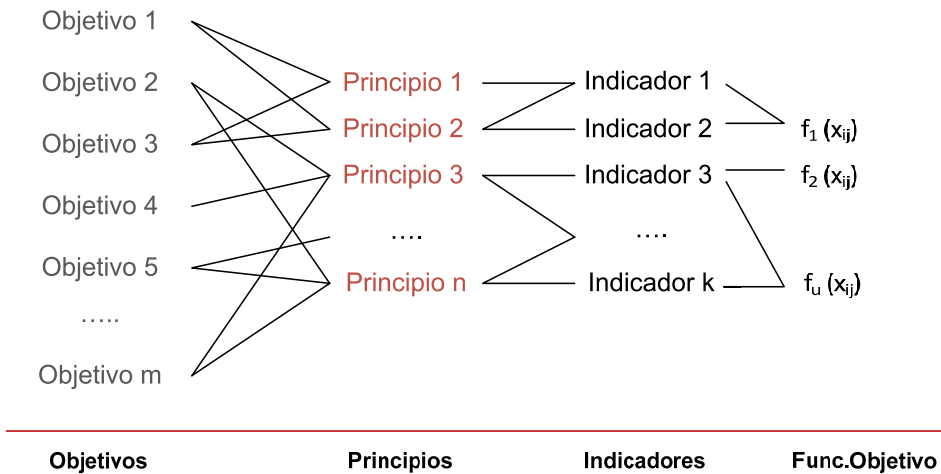 Objetivo 1
Objetivo 2
Objetivo 3
Objetivo 4
Objetivo 5
.....
Objetivo m
Principio 1
Principio 2
Principio 3
....
Principio n
Indicador 1
Indicador 2
Indicador 3
....
Indicador k
f₁ (xᵢⱼ)
f₂ (xᵢⱼ)
fᵤ (xᵢⱼ)
Objetivos Principios Indicadores Func.Objetivo